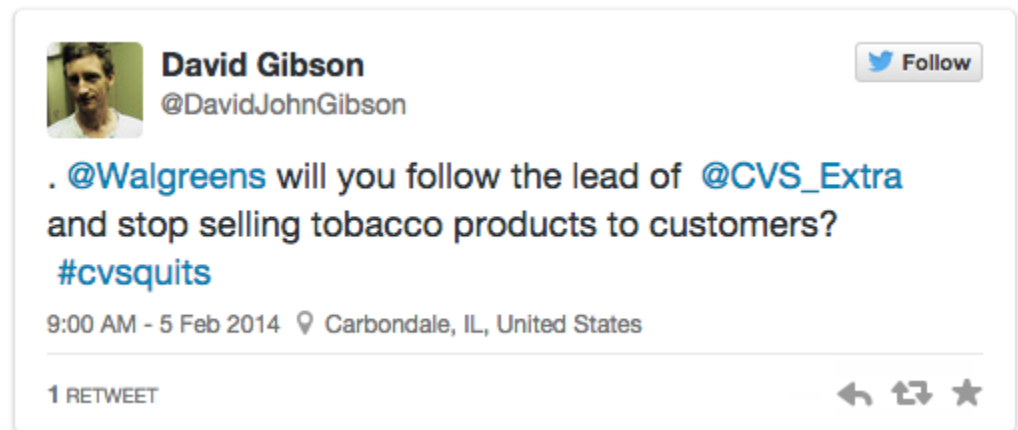 David Gibson
Follow
@DavidJohnGibson
. @Walgreens will you follow the lead of @CVS_Extra
and stop selling tobacco products to customers?
#cvsquits
9:00 AM - 5 Feb 2014 Carbondale, IL, United States
1 RETWEET